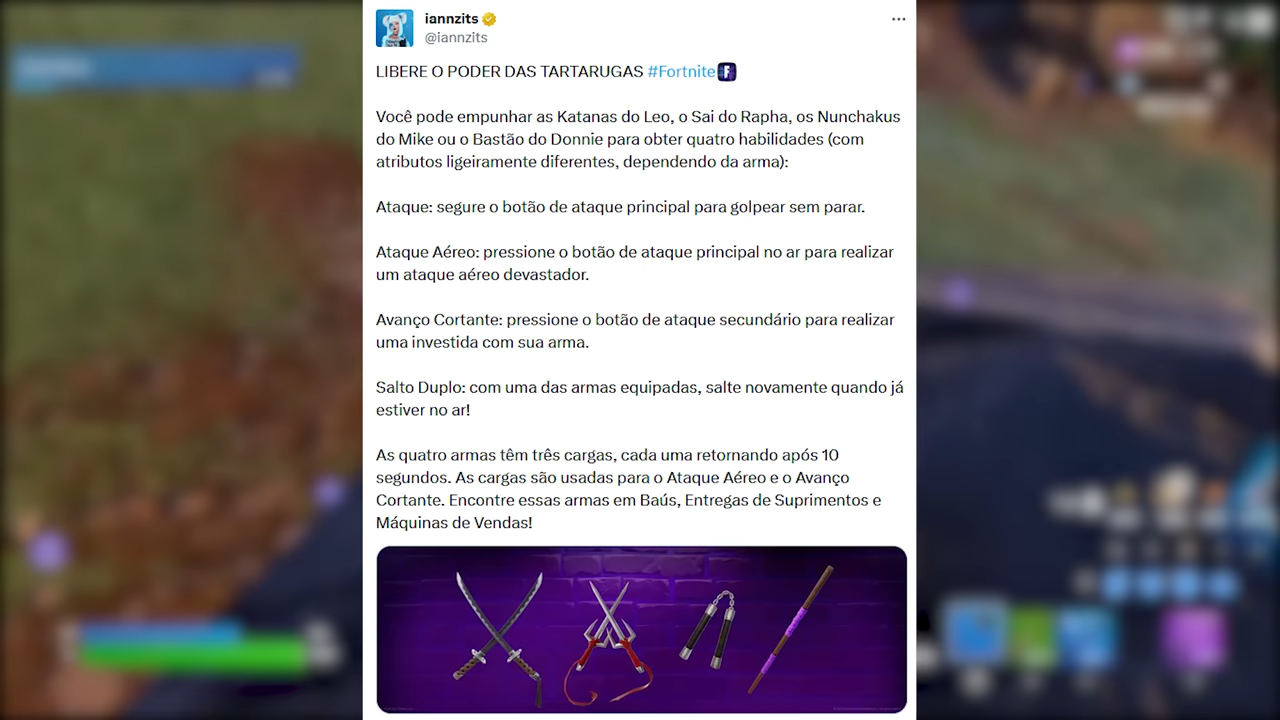 iannzits
@iannzits
LIBERE O PODER DAS TARTARUGAS #Fortnite
Você pode empunhar as Katanas do Leo, o Sai do Rapha, os Nunchakus
do Mike ou o Bastão do Donnie para obter quatro habilidades (com
atributos ligeiramente diferentes, dependendo da arma):
Ataque: segure o botão de ataque principal para golpear sem parar.
Ataque Aéreo: pressione o botão de ataque principal no ar para realizar
um ataque aéreo devastador.
Avanço Cortante: pressione o botão de ataque secundário para realizar
uma investida com sua arma.
Salto Duplo: com uma das armas equipadas, salte novamente quando já
estiver no ar!
As quatro armas têm três cargas, cada uma retornando após 10
segundos. As cargas são usadas para o Ataque Aéreo e o Avanço
Cortante. Encontre essas armas em Baús, Entregas de Suprimentos e
Máquinas de Vendas!